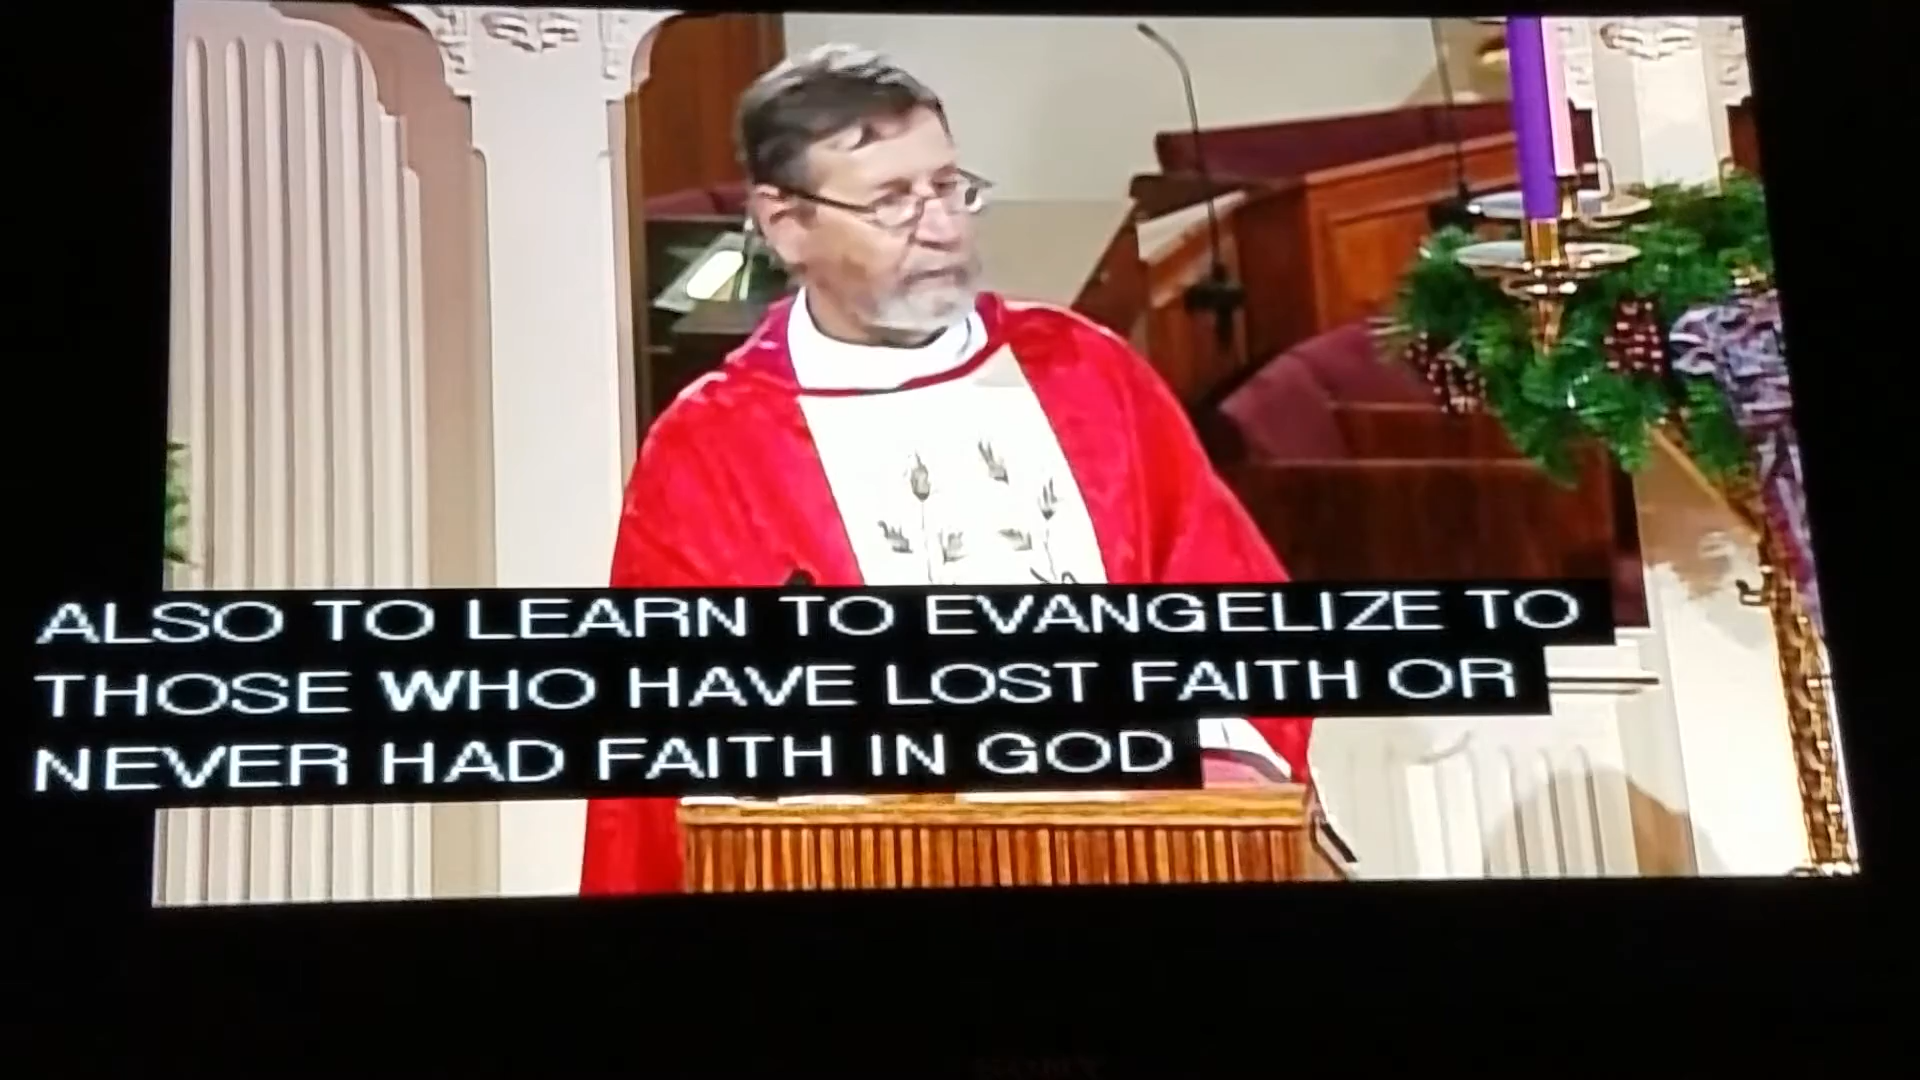 ALSO TO LEARN TO EVANGELIZE TO
THOSE WHO HAVE LOST FAITH OR
NEVER HAD FAITH IN GOD